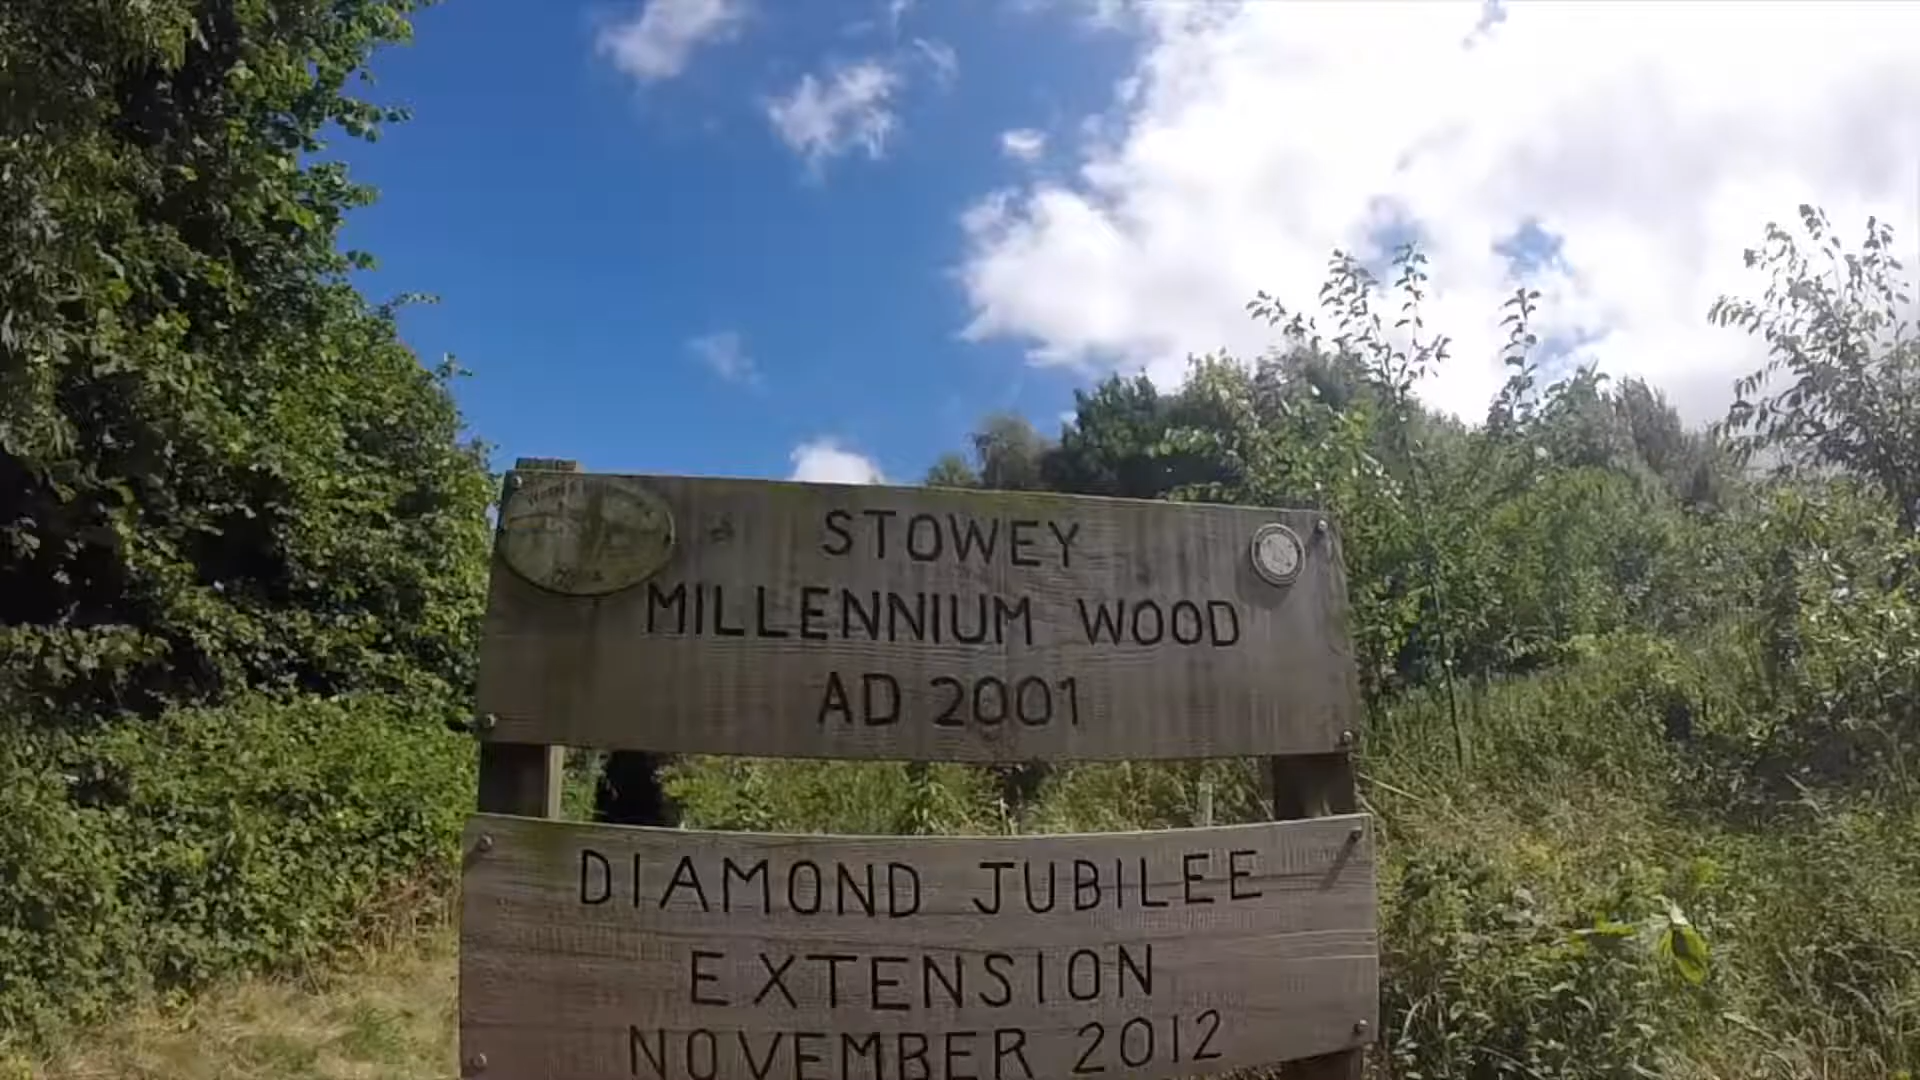 STOWEY
MILLENNIUM WOOD
AD 2001
DIAMOND JUBILEE
EXTENSION
NOVEMBER 2012